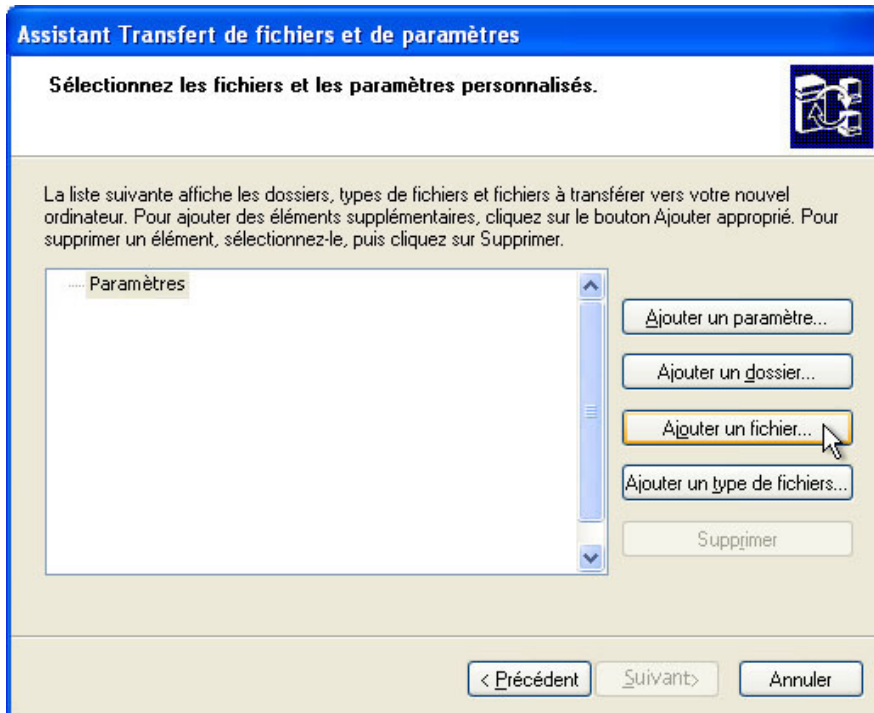 Assistant Transfert de fichiers et de paramètres
Sélectionnez les fichiers et les paramètres personnalisés.
La liste suivante affiche les dossiers, types de fichiers et fichiers à transférer vers votre nouvel
ordinateur. Pour ajouter des éléments supplémentaires, cliquez sur le bouton Ajouter approprié. Pour
supprimer un élément, sélectionnez-le, puis cliquez sur Supprimer.
Paramètres
Ajouter un paramètre...
Ajouter un dossier...
Ajouter un fichier...
Ajouter un type de fichiers...
Supprimer
< Précédent
Suivant>
Annuler